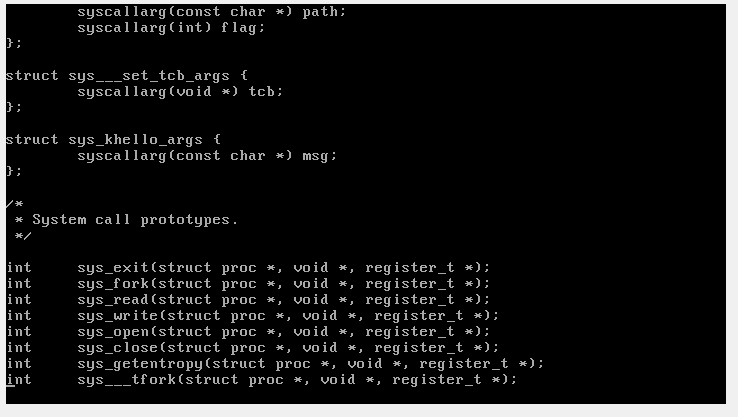 syscallarg(const char *) path;
syscallarg(int) flag;
};
struct sys___set_tcb_args {
syscallarg(void *) tcb;
};
struct sys_khello_args {
syscallarg(const char *) msg;
};
/*
* System call prototypes.
*/
int sys_exit(struct proc *, void *, register_t *);
int sys_fork(struct proc *, void *, register_t *);
int sys_read(struct proc *, void *, register_t *);
int sys_write(struct proc *, void *, register_t *);
int sys_open(struct proc *, void *, register_t *);
int sys_close(struct proc *, void *, register_t *);
int sys_getentropy(struct proc *, void *, register_t *);
int sys___tfork(struct proc *, void *, register_t *);